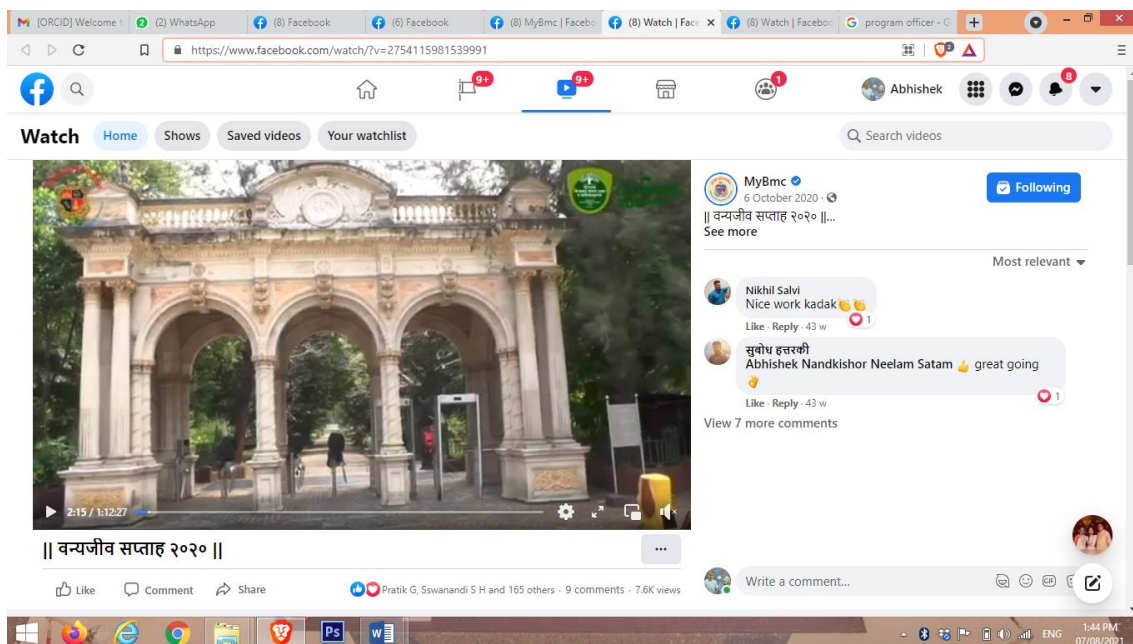 [ORCID] Welcome t
(2) WhatsApp
(8) Facebook
(6) Facebook
(8) MyBmc | Facebo
(8) Watch | Face
(8) Watch | Faceboo
program officer - G
https://www.facebook.com/watch/?v=2754115981539991
2
9+
9+
1
Abhishek
8
Watch
Home
Shows
Saved videos
Your watchlist
Search videos
MyBmc
6 October 2020
Following
|| वन्यजीव सप्ताह २०२० ||...
See more
Most relevant
Nikhil Salvi
Nice work kadak
Like · Reply · 43 w
1
सुबोध हत्तरकी
Abhishek Nandkishor Neelam Satam great going
Like · Reply · 43 w
1
View 7 more comments
2:15 / 1:12:27
|| वन्यजीव सप्ताह २०२० ||
Like
Comment
Share
Pratik G, Sswanandi S H and 165 others · 9 comments · 7.6K views
Write a comment...
GIF
Ps
W
ENG
1:44 PM
07/08/2021